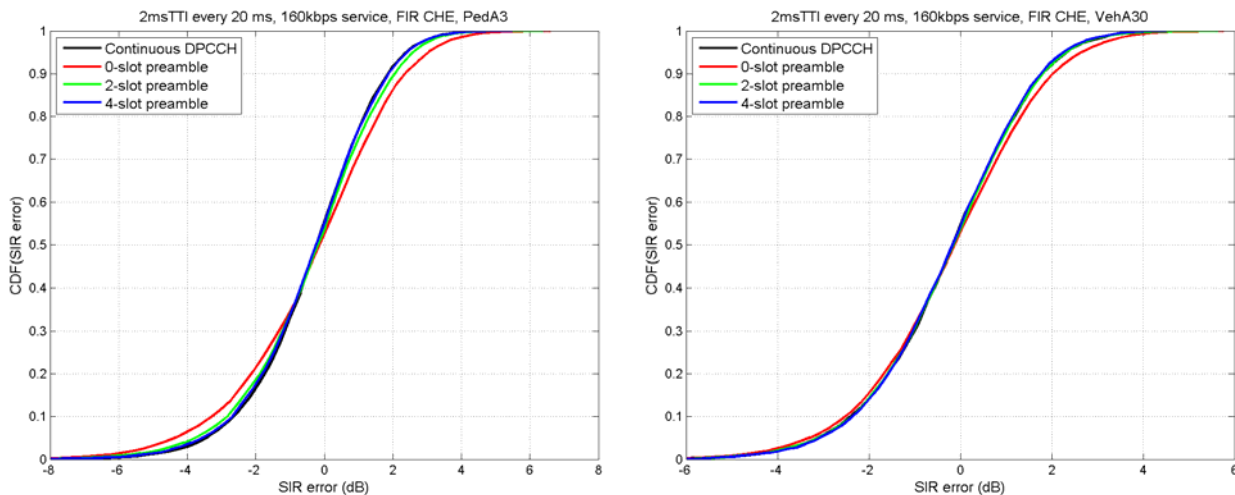 2msTTI every 20 ms, 160kbps service, FIR CHE, PedA3
Continuous DPCCH
0-slot preamble
2-slot preamble
4-slot preamble
1
0.9
0.8
0.7
0.6
0.5
0.4
0.3
0.2
0.1
0
CDF(SIR error)
-8 -6 -4 -2 0 2 4 6 8
SIR error (dB)
2msTTI every 20 ms, 160kbps service, FIR CHE, VehA30
Continuous DPCCH
0-slot preamble
2-slot preamble
4-slot preamble
1
0.9
0.8
0.7
0.6
0.5
0.4
0.3
0.2
0.1
0
CDF(SIR error)
-6 -4 -2 0 2 4 6
SIR error (dB)